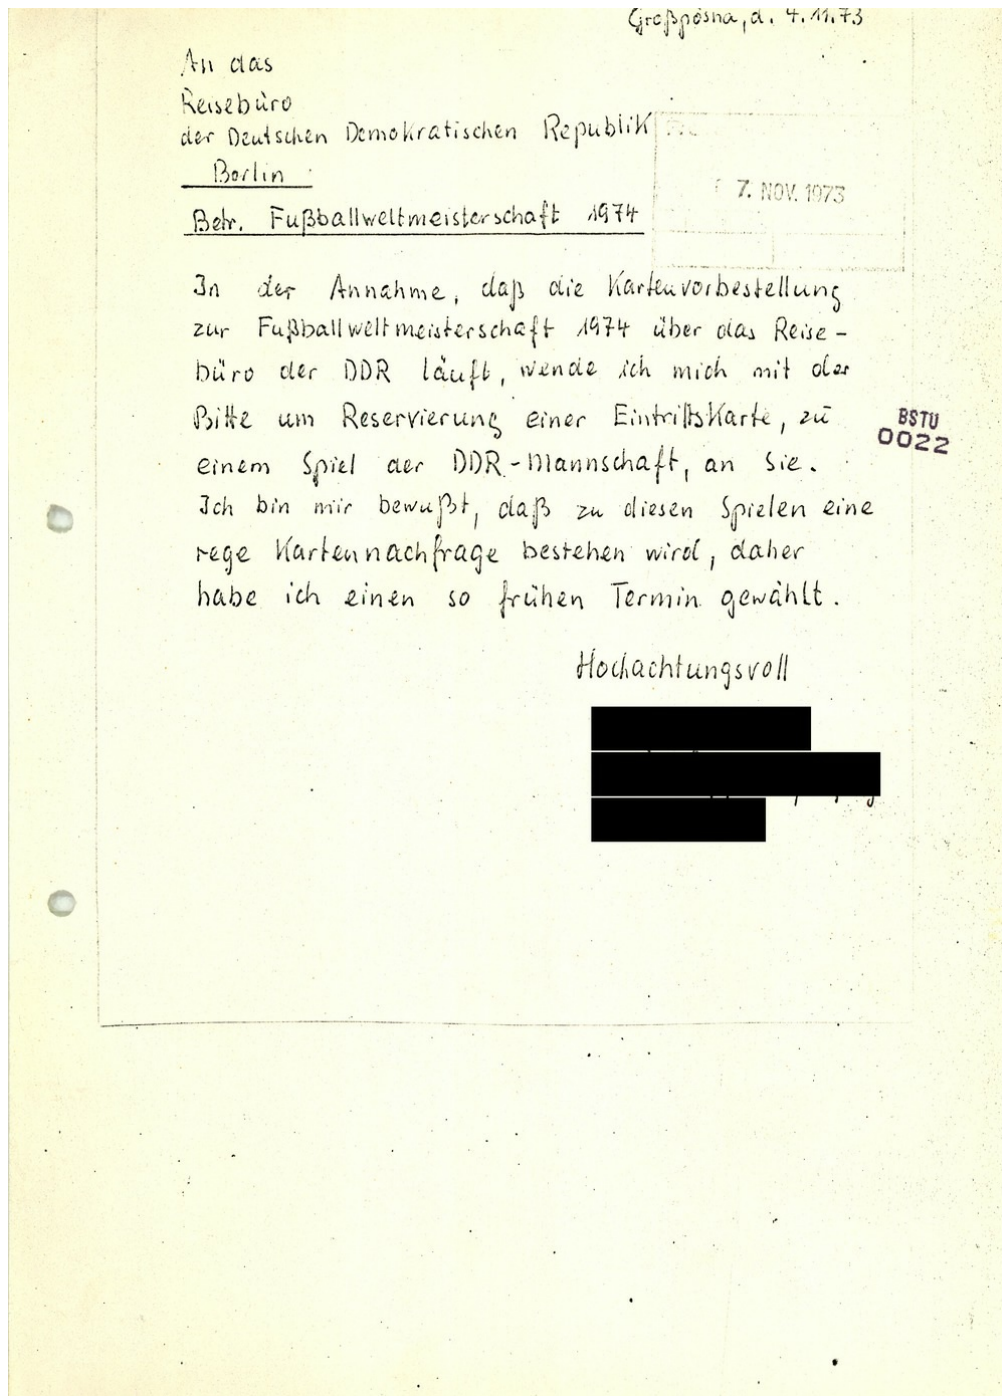 Großpösna, d. 4.11.73
An das
Reisebüro
der Deutschen Demokratischen Republik
Berlin
7. NOV. 1973
Betr. Fußballweltmeisterschaft 1974
In der Annahme, daß die Kartenvorbestellung
zur Fußballweltmeisterschaft 1974 über das Reise-
büro der DDR läuft, wende ich mich mit der
Bitte um Reservierung einer Eintrittskarte, zu
einem Spiel der DDR-Mannschaft, an Sie.
BSTU
0022
Ich bin mir bewußt, daß zu diesen Spielen eine
rege Kartennachfrage bestehen wird, daher
habe ich einen so frühen Termin gewählt.
Hochachtungsvoll